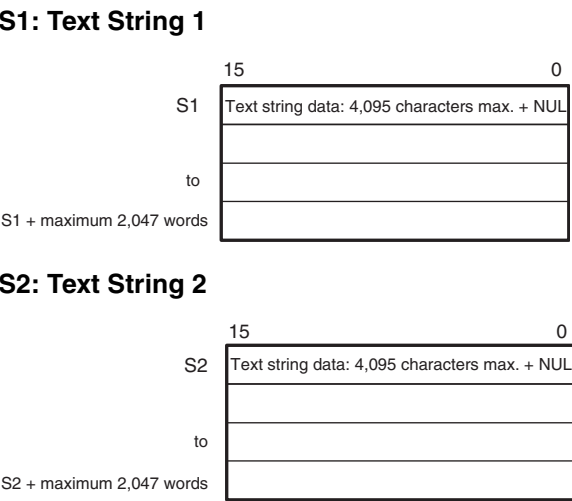 S1: Text String 1
15 0
S1 Text string data: 4,095 characters max. + NUL
to
S1 + maximum 2,047 words
S2: Text String 2
15 0
S2 Text string data: 4,095 characters max. + NUL
to
S2 + maximum 2,047 words